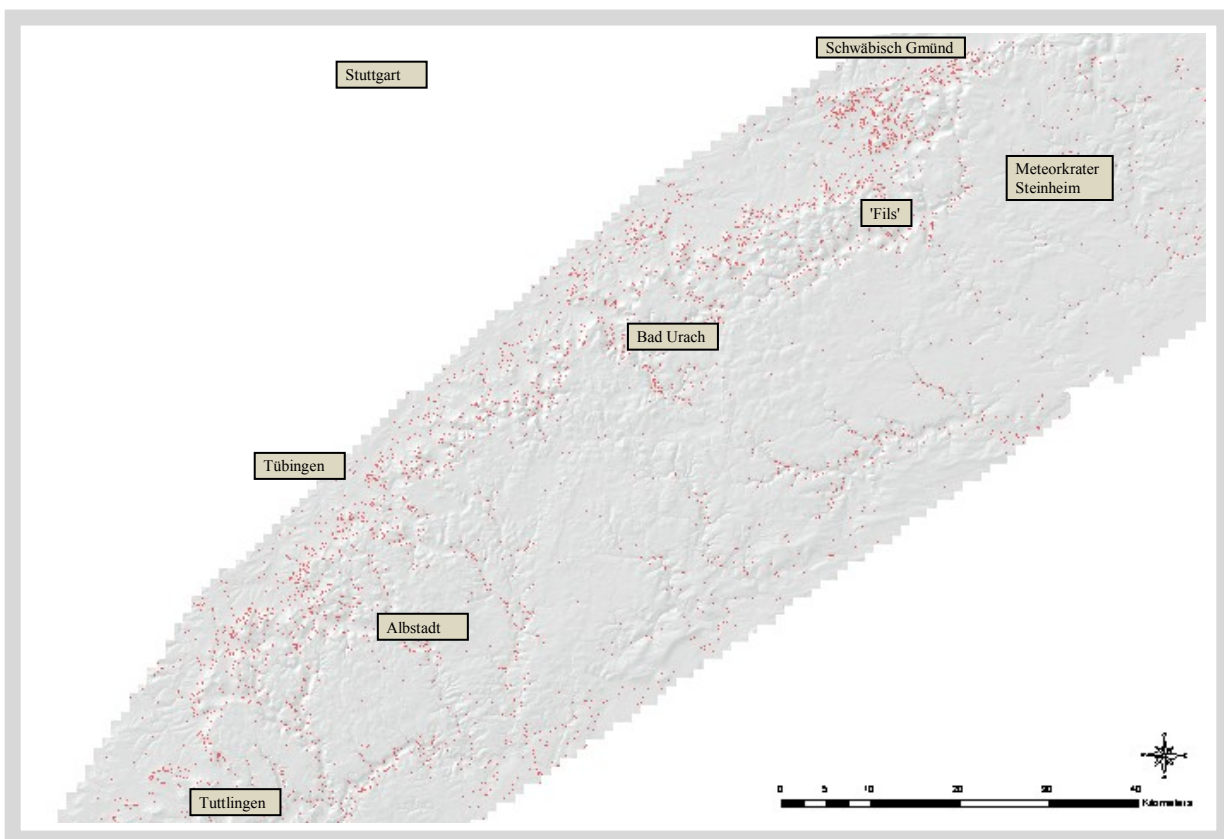 Schwäbisch Gmünd
Stuttgart
Meteorkrater
Steinheim
'Fils'
Bad Urach
Tübingen
Albstadt
Tuttlingen
0 5 10 20 30 40
Kilometers